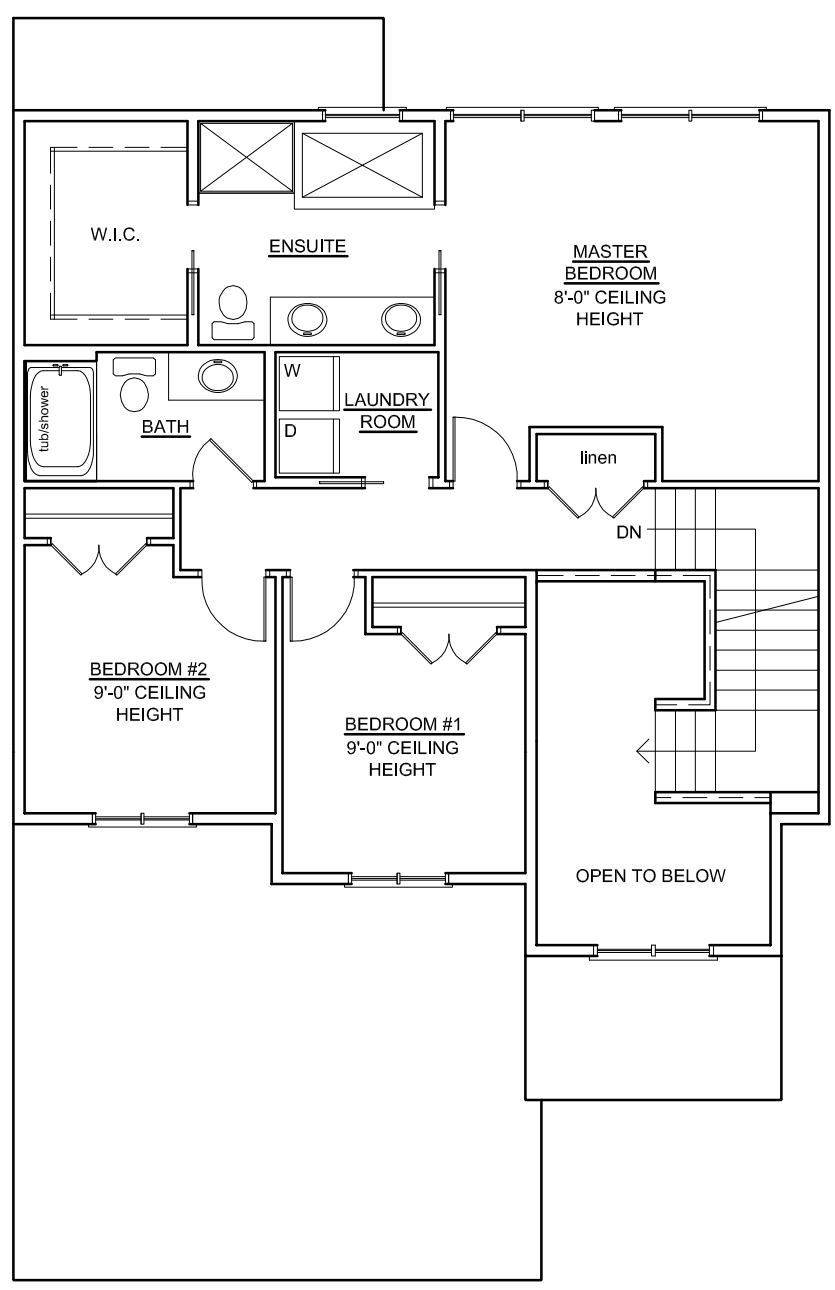 W.I.C.
ENSUITE
MASTER
BEDROOM
8'-0" CEILING
HEIGHT
tub/shower
BATH
W
D
LAUNDRY
ROOM
linen
DN
BEDROOM #2
9'-0" CEILING
HEIGHT
BEDROOM #1
9'-0" CEILING
HEIGHT
OPEN TO BELOW